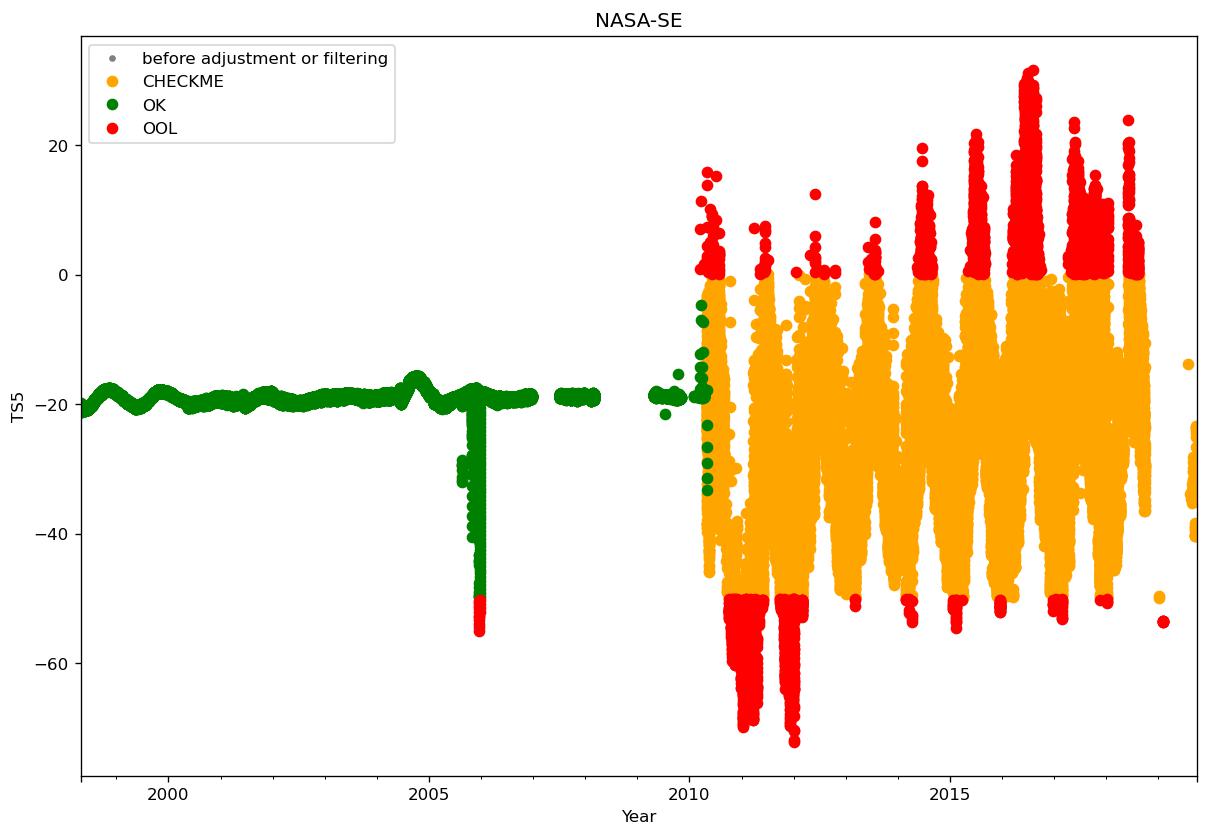 NASA-SE
before adjustment or filtering
CHECKME
OK
OOL
20
0
−20
−40
−60
TS5
2000
2005
2010
2015
Year